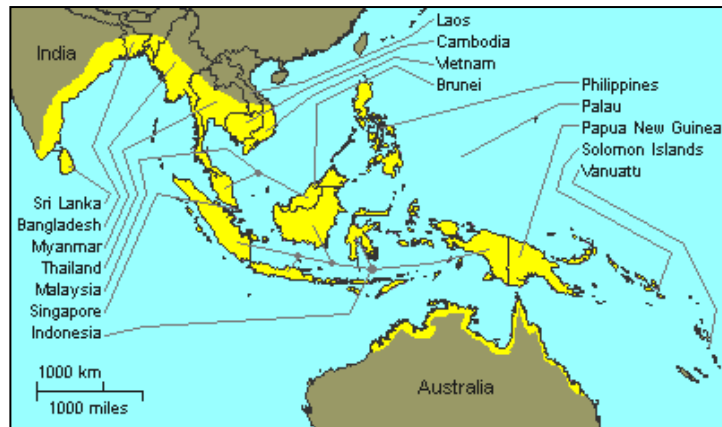 India
Laos
Cambodia
Vietnam
Brunei
Philippines
Palau
Papua New Guinea
Solomon Islands
Vanuatu
Sri Lanka
Bangladesh
Myanmar
Thailand
Malaysia
Singapore
Indonesia
1000 km
1000 miles
Australia